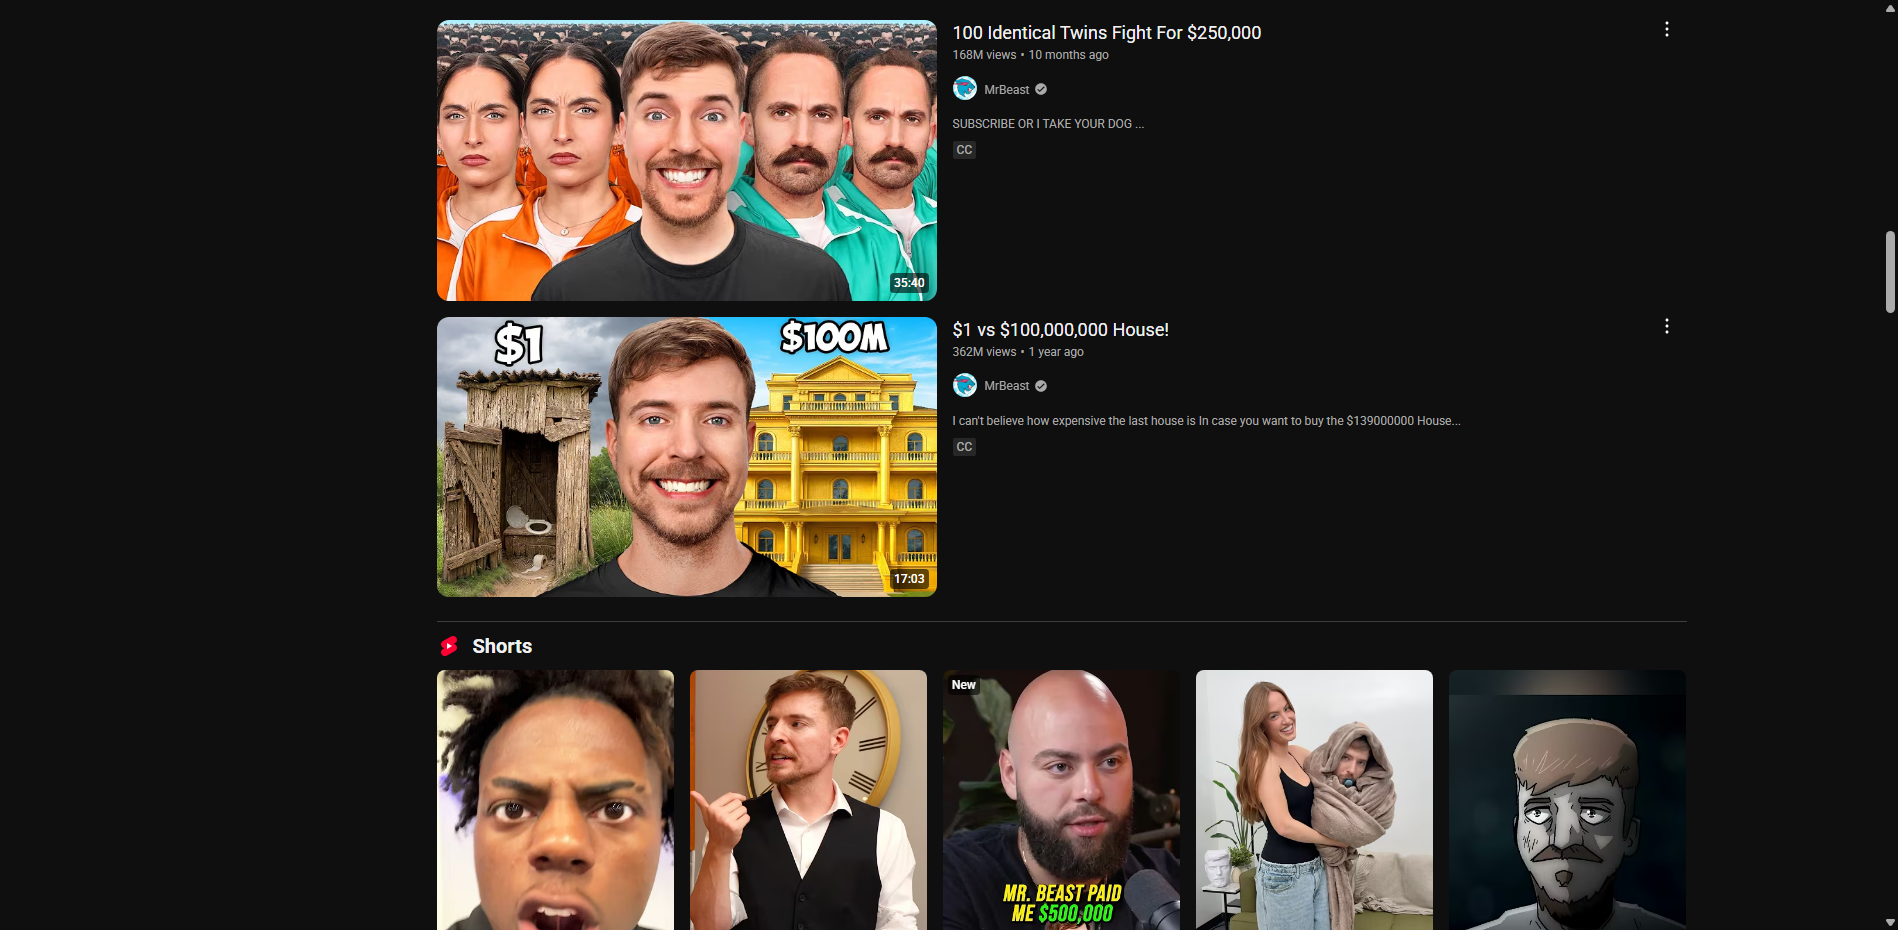 100 Identical Twins Fight For $250,000
168M views • 10 months ago
MrBeast
SUBSCRIBE OR I TAKE YOUR DOG ...
CC
35:40
$1
$100M
$1 vs $100,000,000 House!
362M views • 1 year ago
MrBeast
I can't believe how expensive the last house is In case you want to buy the $139000000 House...
CC
17:03
Shorts
New
MR. BEAST PAID
ME $500,000